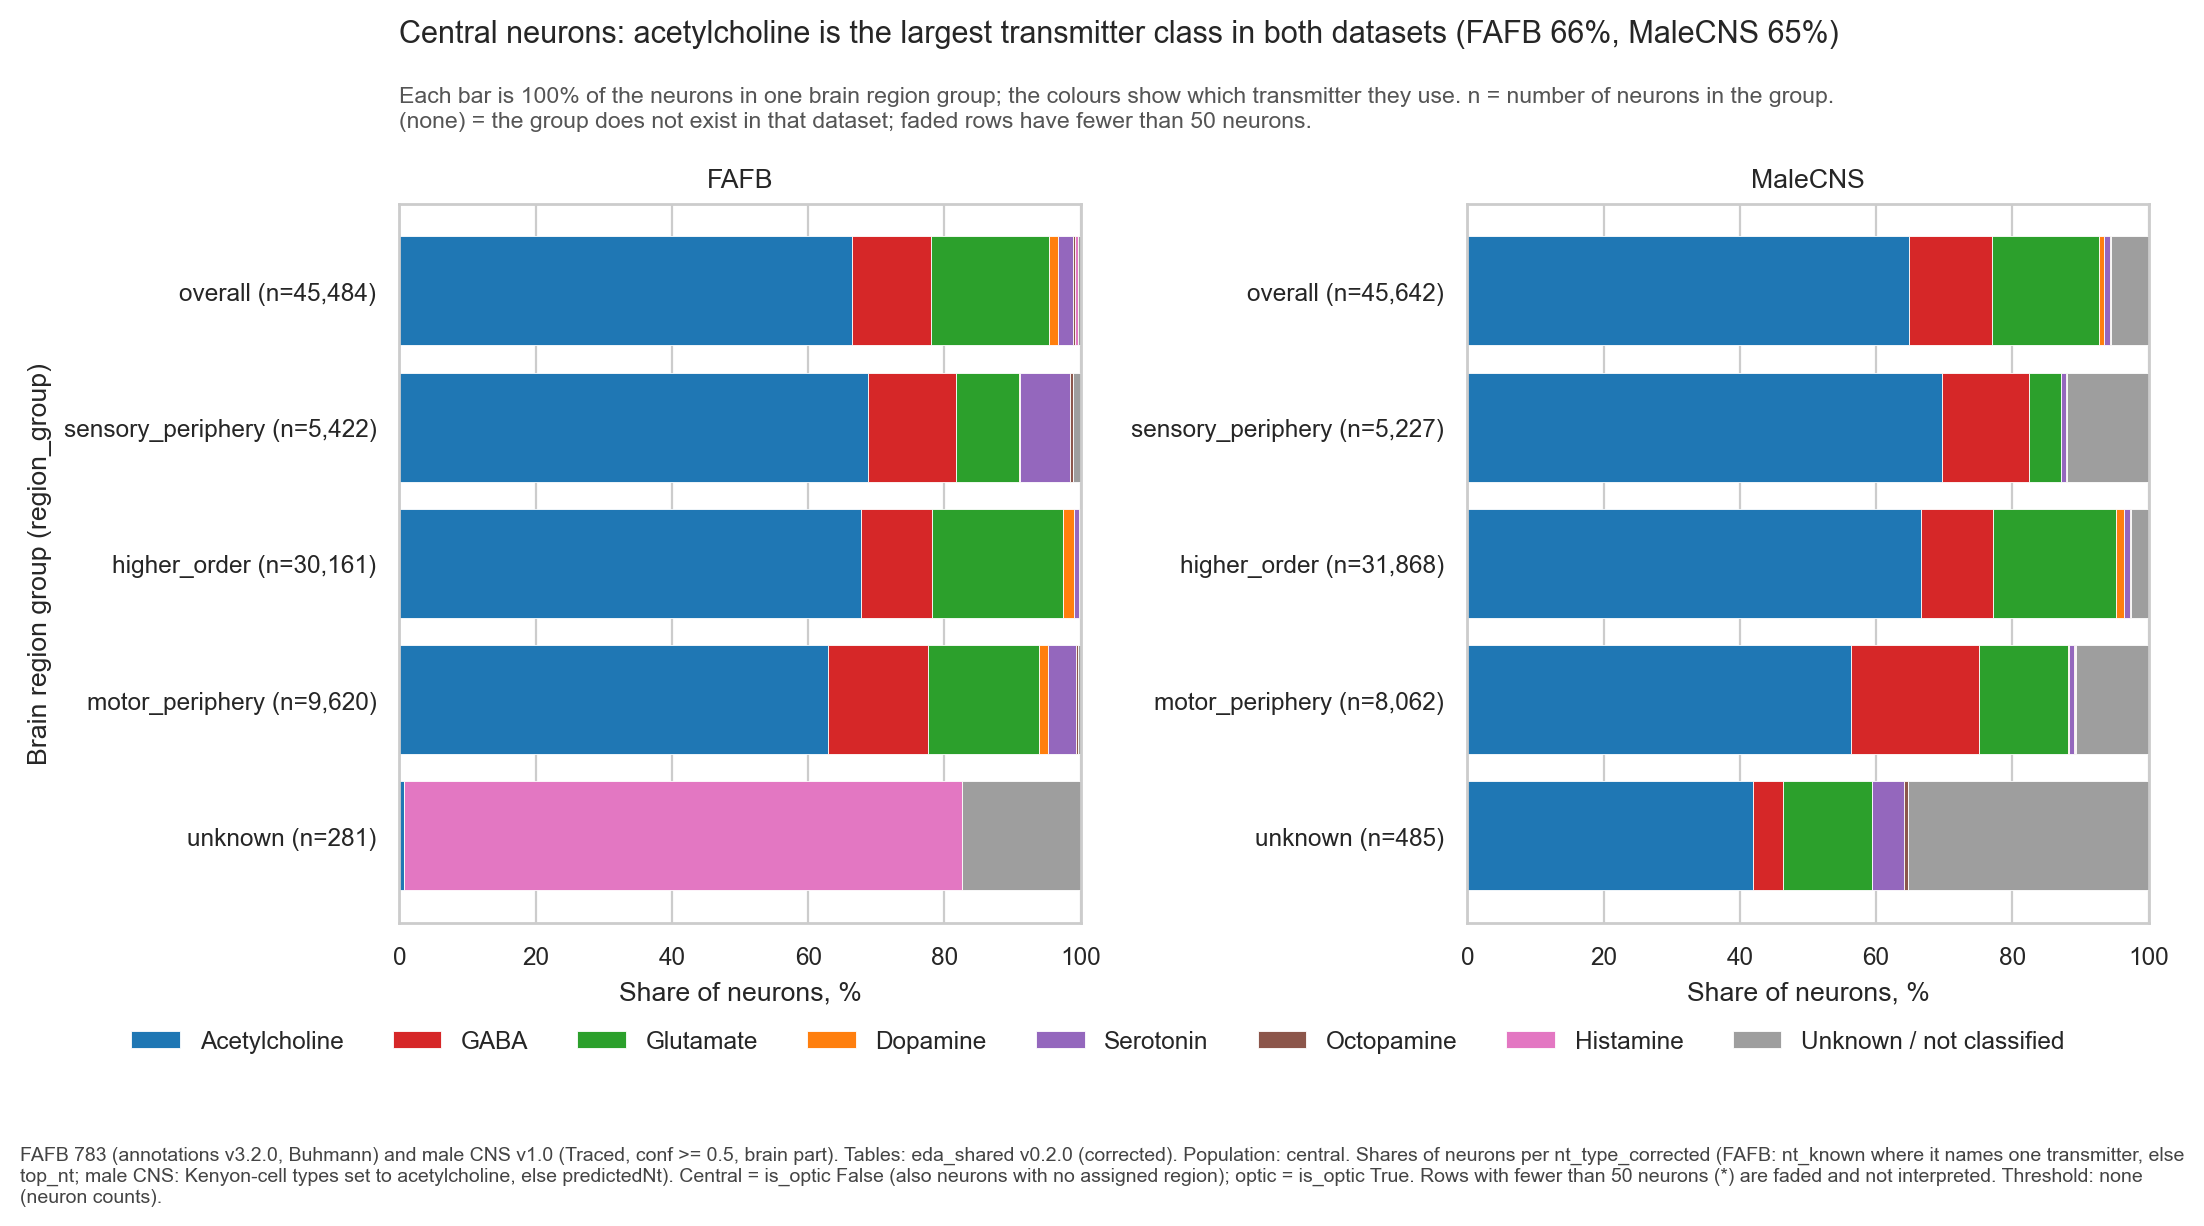 Central neurons: acetylcholine is the largest transmitter class in both datasets (FAFB 66%, MaleCNS 65%)
Each bar is 100% of the neurons in one brain region group; the colours show which transmitter they use. n = number of neurons in the group.
(none) = the group does not exist in that dataset; faded rows have fewer than 50 neurons.
FAFB
MaleCNS
Brain region group (region_group)
overall (n=45,484)
sensory_periphery (n=5,422)
higher_order (n=30,161)
motor_periphery (n=9,620)
unknown (n=281)
0 20 40 60 80 100
Share of neurons, %
overall (n=45,642)
sensory_periphery (n=5,227)
higher_order (n=31,868)
motor_periphery (n=8,062)
unknown (n=485)
0 20 40 60 80 100
Share of neurons, %
Acetylcholine GABA Glutamate Dopamine Serotonin Octopamine Histamine Unknown / not classified
FAFB 783 (annotations v3.2.0, Buhmann) and male CNS v1.0 (Traced, conf >= 0.5, brain part). Tables: eda_shared v0.2.0 (corrected). Population: central. Shares of neurons per nt_type_corrected (FAFB: nt_known where it names one transmitter, else
top_nt; male CNS: Kenyon-cell types set to acetylcholine, else predictedNt). Central = is_optic False (also neurons with no assigned region); optic = is_optic True. Rows with fewer than 50 neurons (*) are faded and not interpreted. Threshold: none
(neuron counts).